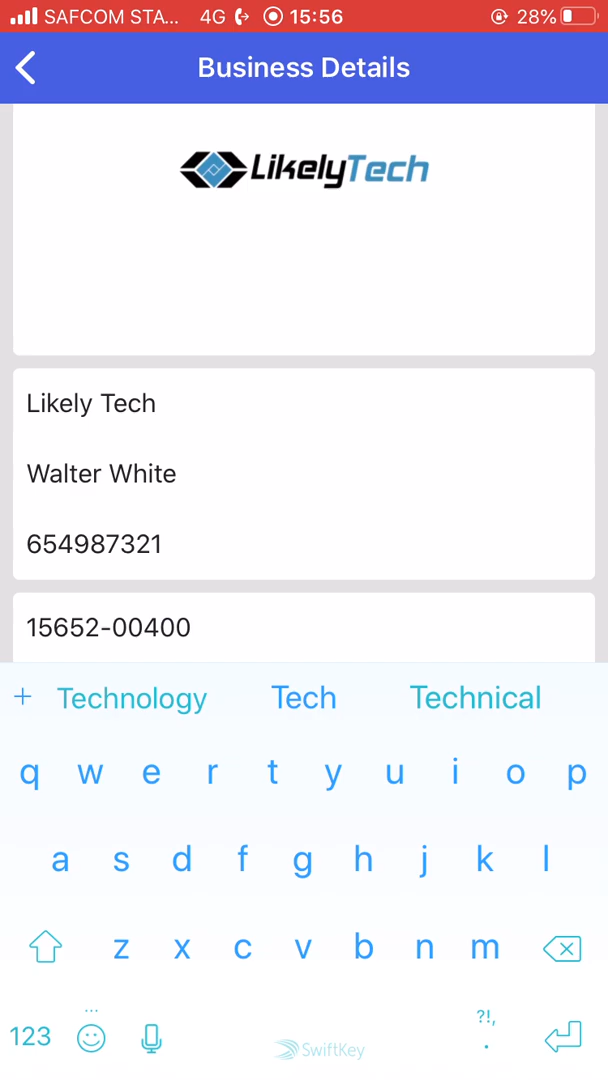 SAFCOM STA... 4G 15:56 28%
Business Details
LikelyTech
Likely Tech
Walter White
654987321
15652-00400
+ Technology Tech Technical
q w e r t y u i o p
a s d f g h j k l
z x c v b n m
... ?!,
123 SwiftKey .